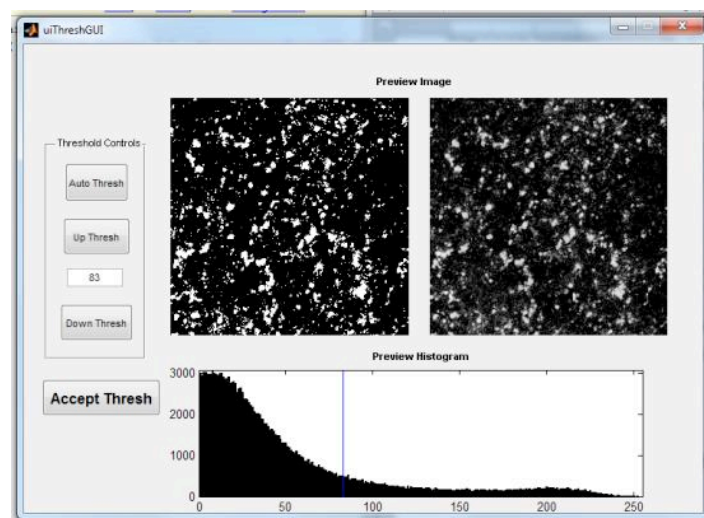 uiThreshGUI
Preview Image
Threshold Controls
Auto Thresh
Up Thresh
83
Down Thresh
Accept Thresh
Preview Histogram
3000
2000
1000
0
0 50 100 150 200 250